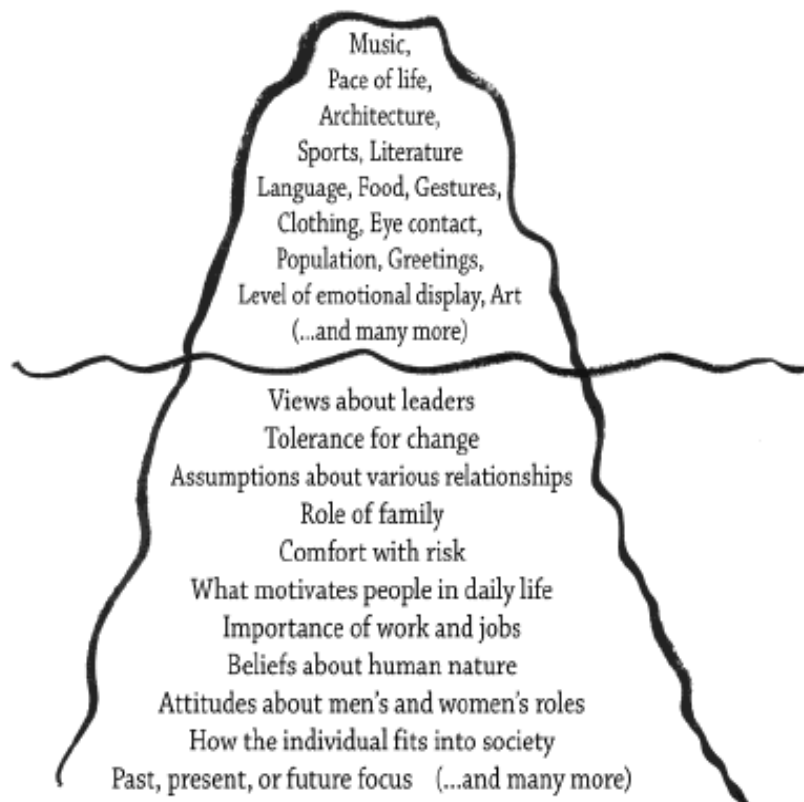 Music,
Pace of life,
Architecture,
Sports, Literature
Language, Food, Gestures,
Clothing, Eye contact,
Population, Greetings,
Level of emotional display, Art
(...and many more)
Views about leaders
Tolerance for change
Assumptions about various relationships
Role of family
Comfort with risk
What motivates people in daily life
Importance of work and jobs
Beliefs about human nature
Attitudes about men's and women's roles
How the individual fits into society
Past, present, or future focus (...and many more)